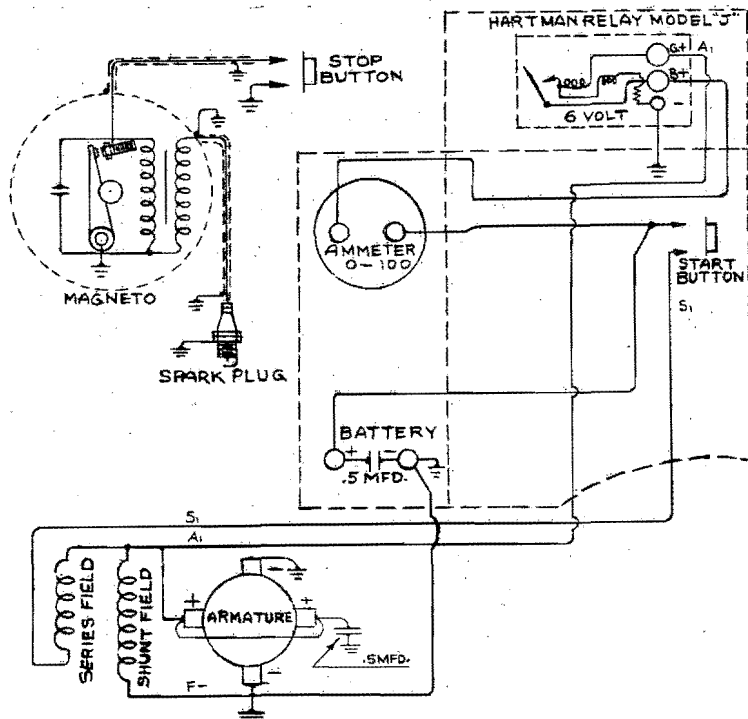 HARTMAN RELAY MODEL "J"
G+ A1
B+
-
6 VOLT
STOP
BUTTON
MAGNETO
AMMETER
0-100
START
BUTTON
S1
SPARK PLUG
BATTERY
+ -
.5 MFD.
S1
A1
SERIES FIELD
SHUNT FIELD
-
+ ARMATURE +
-
.5MFD.
F-